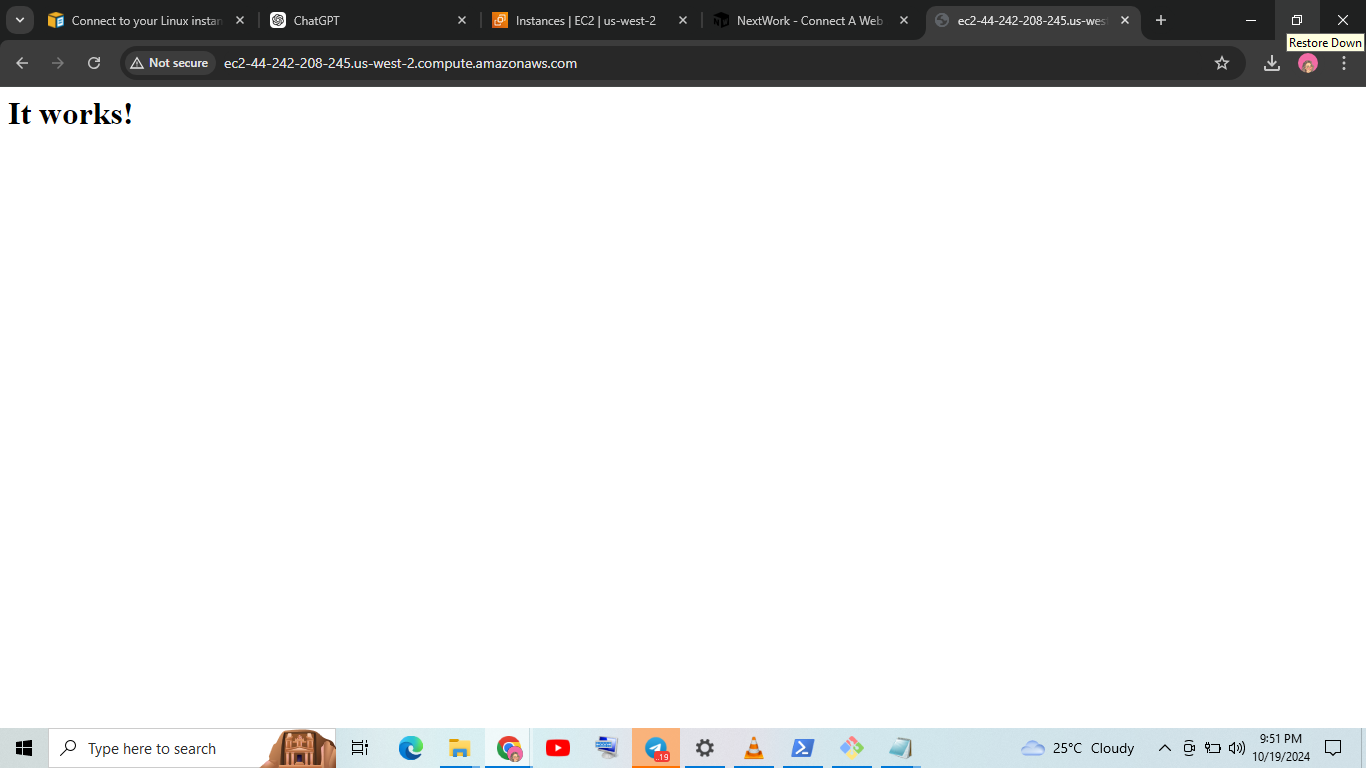 Connect to your Linux instan
ChatGPT
Instances | EC2 | us-west-2
NextWork - Connect A Web
ec2-44-242-208-245.us-wes
Restore Down
Not secure
ec2-44-242-208-245.us-west-2.compute.amazonaws.com
It works!
Type here to search
..19
25°C Cloudy
9:51 PM
10/19/2024